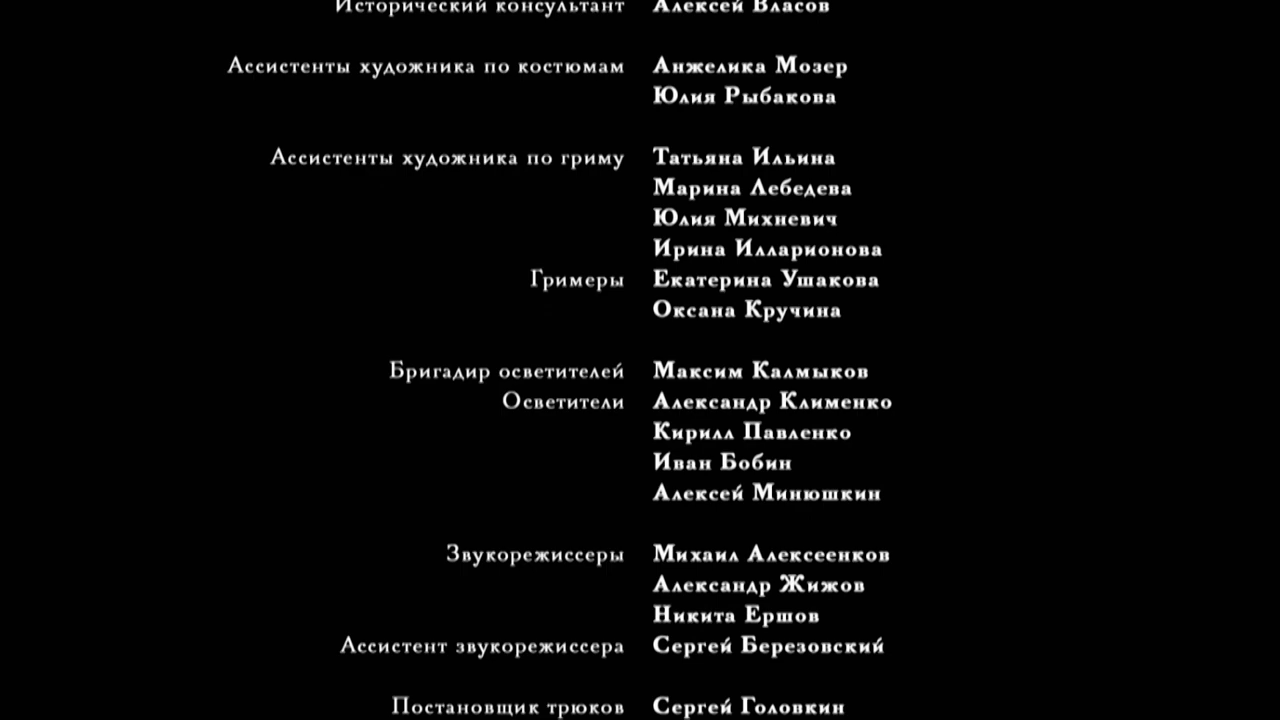 Исторический консультант Алексей Власов
Ассистенты художника по костюмам Анжелика Мозер
Юлия Рыбакова
Ассистенты художника по гриму Татьяна Ильина
Марина Лебедева
Юлия Михневич
Ирина Илларионова
Гримеры Екатерина Ушакова
Оксана Кручина
Бригадир осветителей Максим Калмыков
Осветители Александр Клименко
Кирилл Павленко
Иван Бобин
Алексей Минюшкин
Звукорежиссеры Михаил Алексеенков
Александр Жижов
Никита Ершов
Ассистент звукорежиссера Сергей Березовский
Постановщик трюков Сергей Головкин